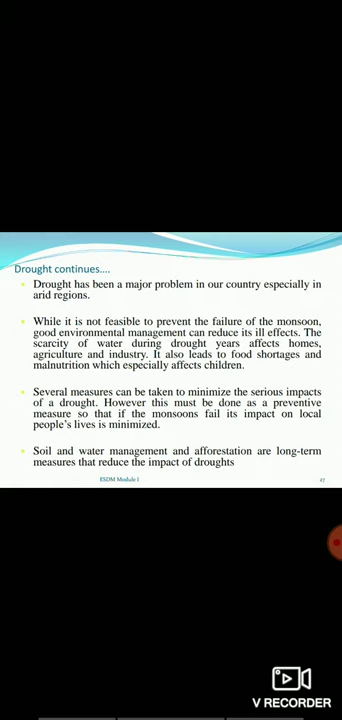 Drought continues....
Drought has been a major problem in our country especially in
arid regions.
While it is not feasible to prevent the failure of the monsoon,
good environmental management can reduce its ill effects. The
scarcity of water during drought years affects homes,
agriculture and industry. It also leads to food shortages and
malnutrition which especially affects children.
Several measures can be taken to minimize the serious impacts
of a drought. However this must be done as a preventive
measure so that if the monsoons fail its impact on local
people's lives is minimized.
Soil and water management and afforestation are long-term
measures that reduce the impact of droughts
ESDM Module I
27
V RECORDER